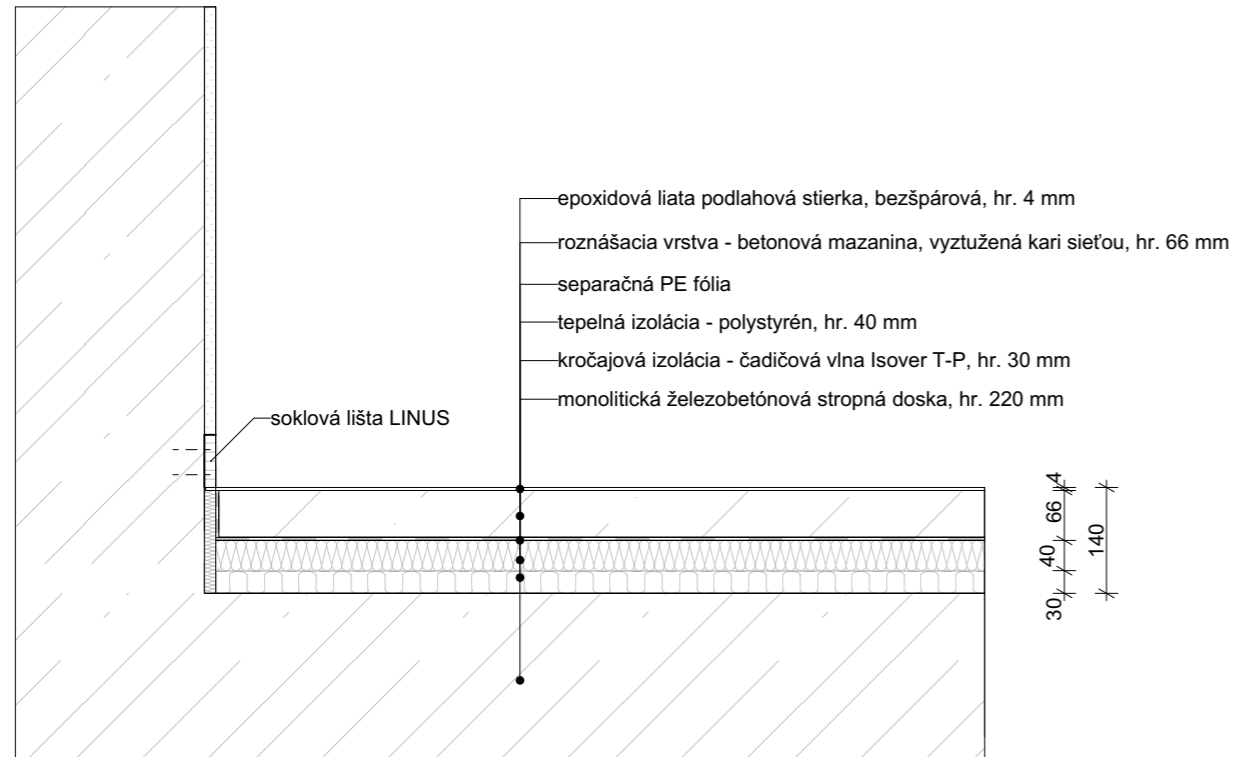 epoxidová liata podlahová stierka, bezšpárová, hr. 4 mm
roznášacia vrstva - betonová mazanina, vyztužená kari sieťou, hr. 66 mm
separačná PE fólia
tepelná izolácia - polystyrén, hr. 40 mm
kročajová izolácia - čadičová vlna Isover T-P, hr. 30 mm
monolitická železobetónová stropná doska, hr. 220 mm
soklová lišta LINUS
4
66
40
30
140